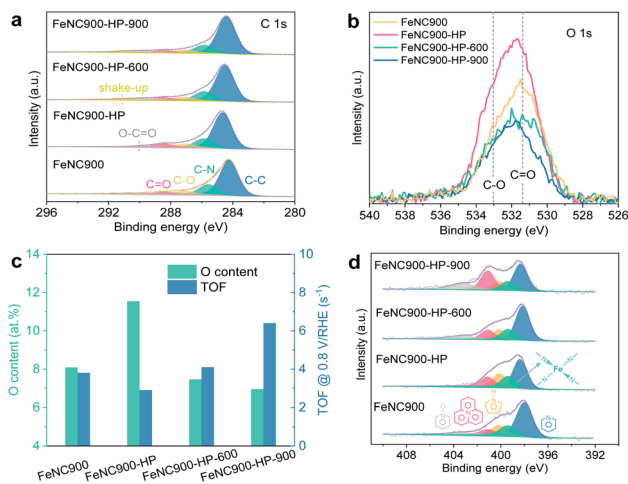 a
C 1s
FeNC900-HP-900
FeNC900-HP-600
shake-up
FeNC900-HP
O-C=O
FeNC900
C=O
C-O
C-N
C-C
Intensity (a.u.)
296 292 288 284 280
Binding energy (eV)
b
O 1s
FeNC900
FeNC900-HP
FeNC900-HP-600
FeNC900-HP-900
C-O
C=O
Intensity (a.u.)
540 538 536 534 532 530 528 526
Binding energy (eV)
c
O content
TOF
O content (at.%)
14
12
10
8
6
4
TOF @ 0.8 V/RHE (s⁻¹)
10
8
6
4
2
0
FeNC900
FeNC900-HP
FeNC900-HP-600
FeNC900-HP-900
d
FeNC900-HP-900
FeNC900-HP-600
FeNC900-HP
N N
Fe
N N
FeNC900
O
N
N
H
N
N
Intensity (a.u.)
408 404 400 396 392
Binding energy (eV)